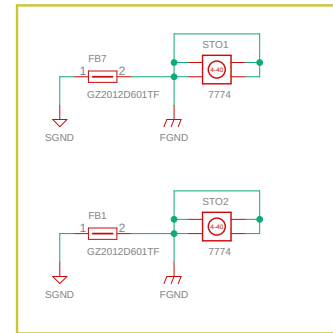 STO1
FB7
1 2
4-40
GZ2012D601TF
7774
SGND
FGND
STO2
FB1
1 2
4-40
GZ2012D601TF
7774
SGND
FGND